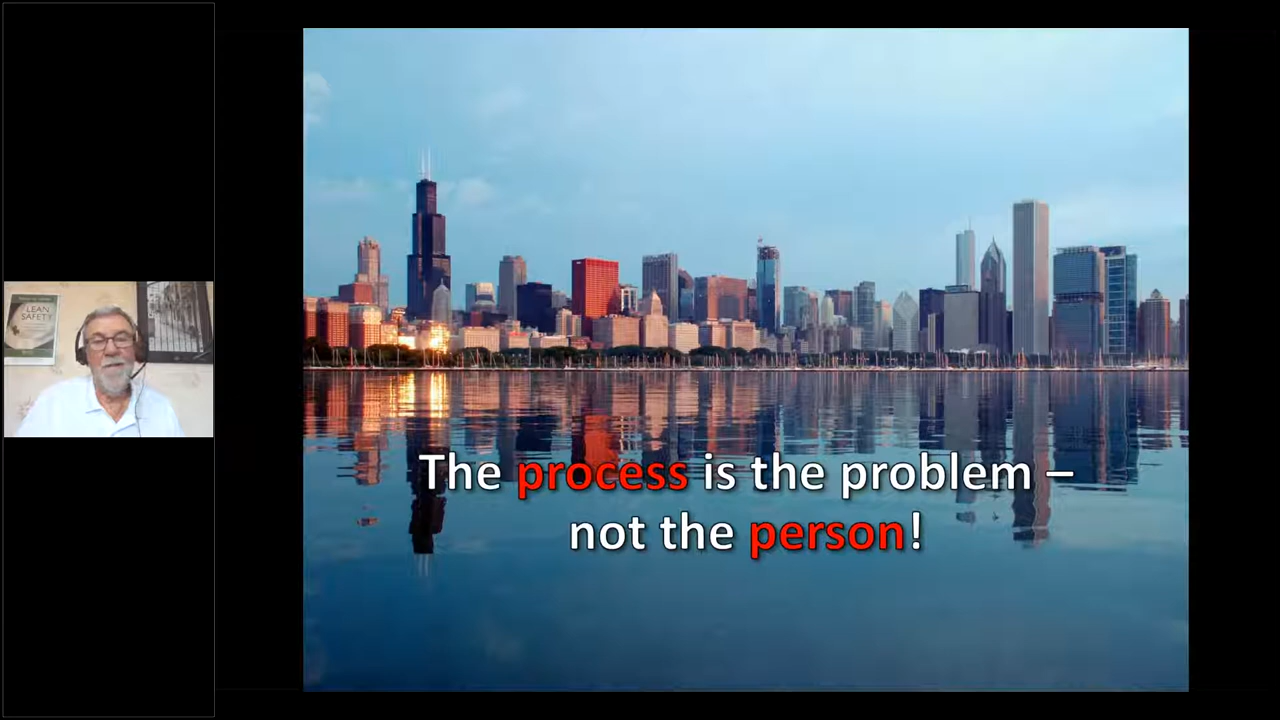 LEAN
SAFETY
The process is the problem –
not the person!